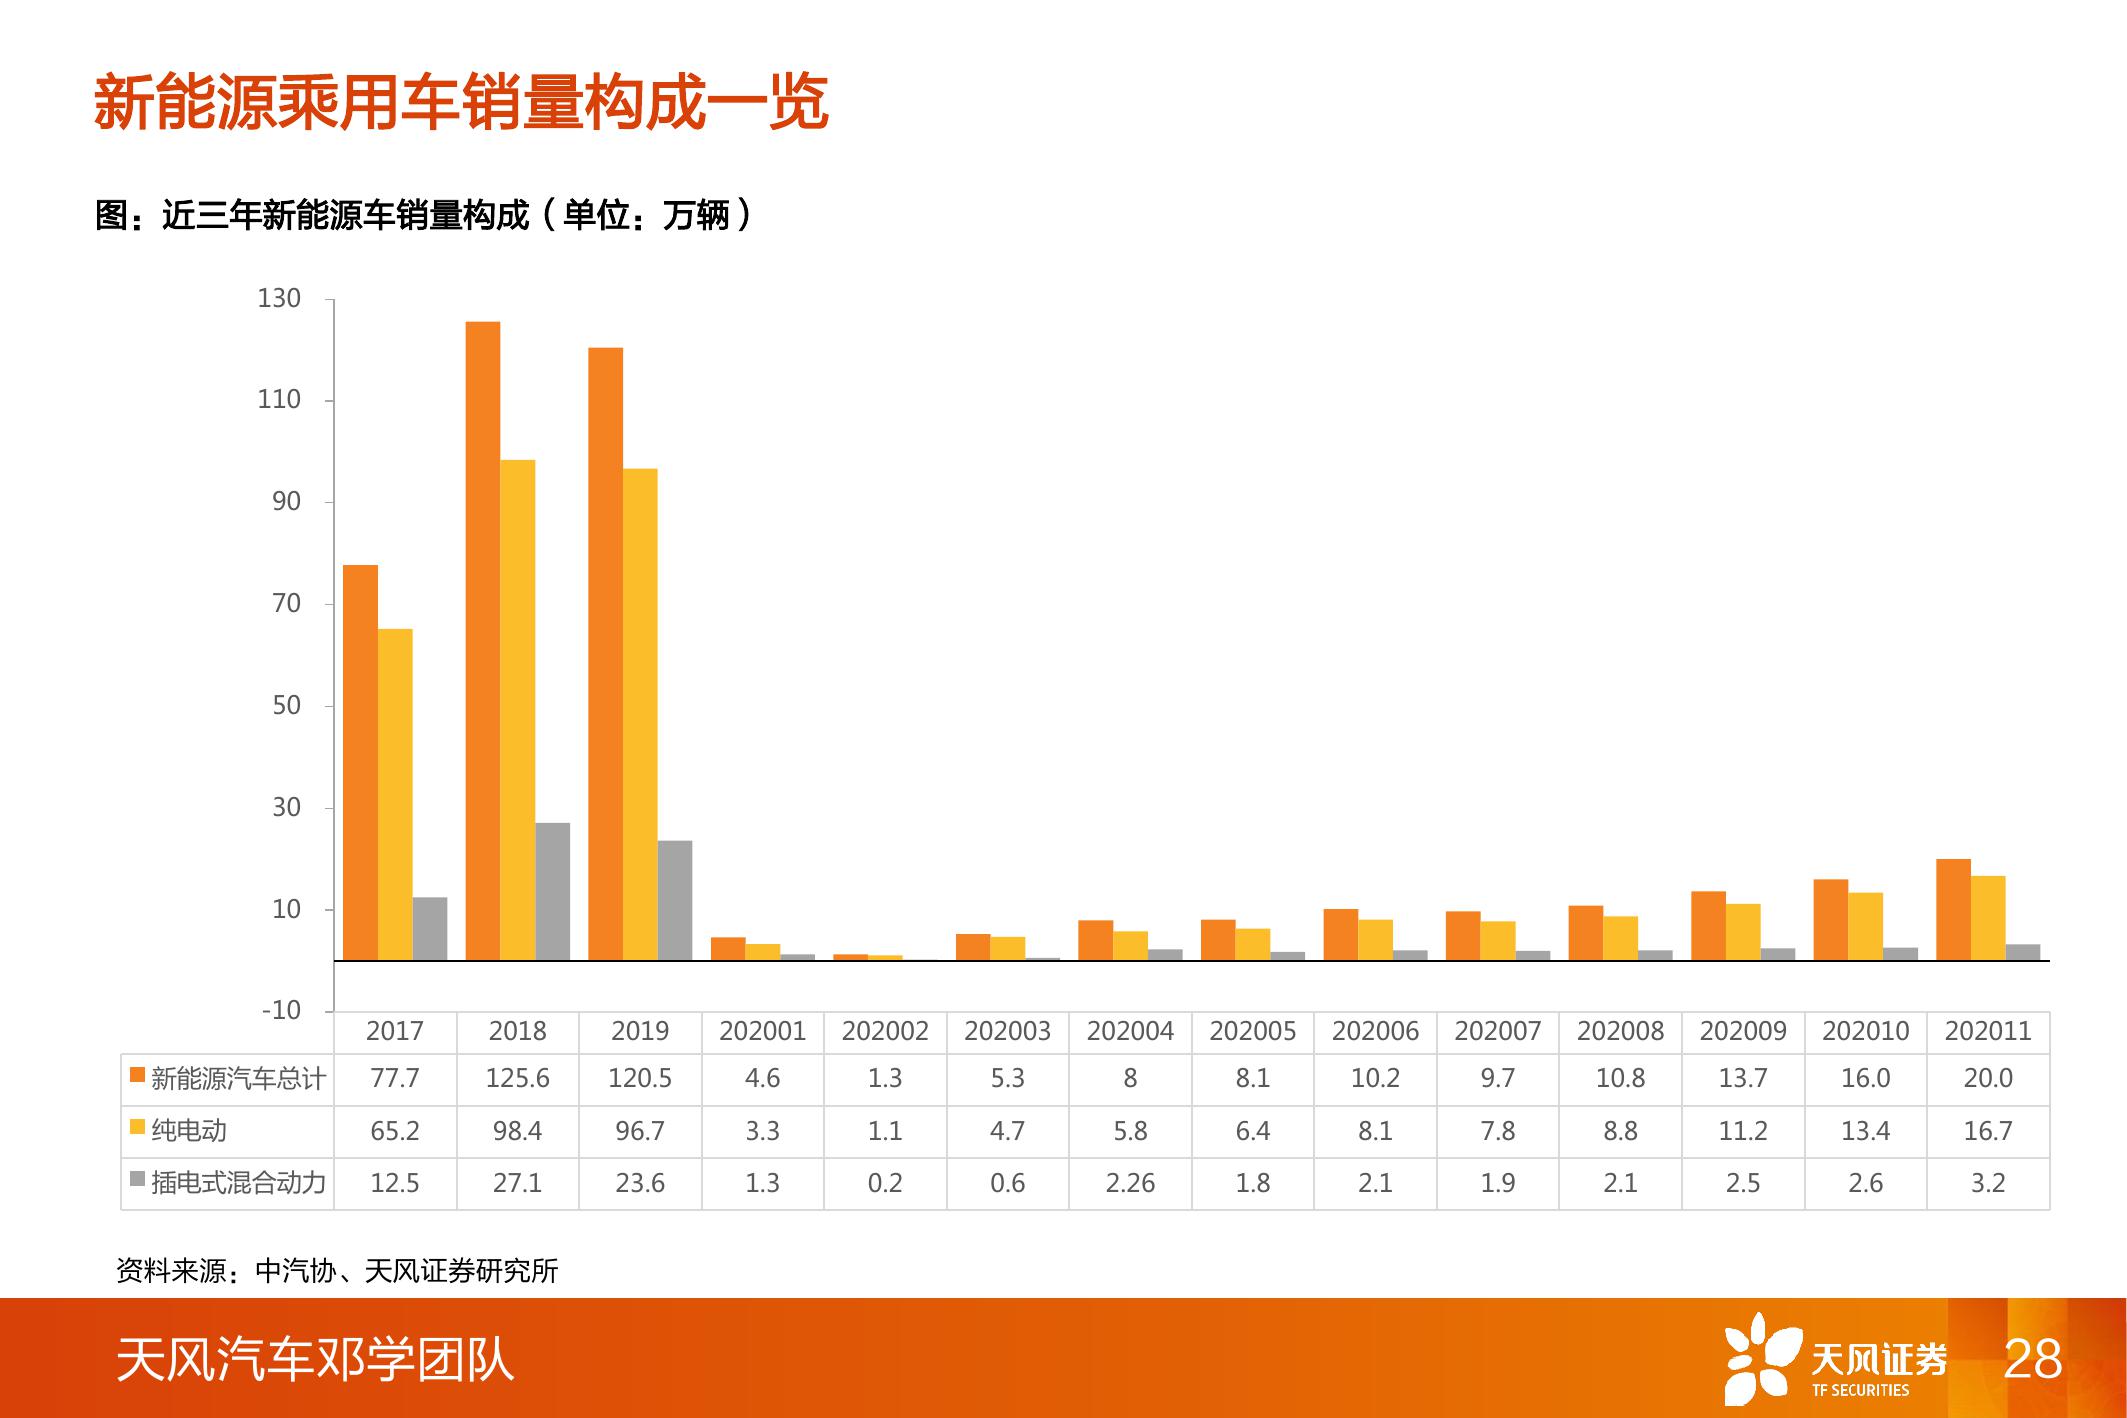 新能源乘用车销量构成一览
图：近三年新能源车销量构成（单位：万辆）
130
110
90
70
50
30
10
-10
2017 2018 2019 202001 202002 202003 202004 202005 202006 202007 202008 202009 202010 202011
新能源汽车总计 77.7 125.6 120.5 4.6 1.3 5.3 8 8.1 10.2 9.7 10.8 13.7 16.0 20.0
纯电动 65.2 98.4 96.7 3.3 1.1 4.7 5.8 6.4 8.1 7.8 8.8 11.2 13.4 16.7
插电式混合动力 12.5 27.1 23.6 1.3 0.2 0.6 2.26 1.8 2.1 1.9 2.1 2.5 2.6 3.2
资料来源：中汽协、天风证券研究所
天风汽车邓学团队
天风证券
TF SECURITIES
28